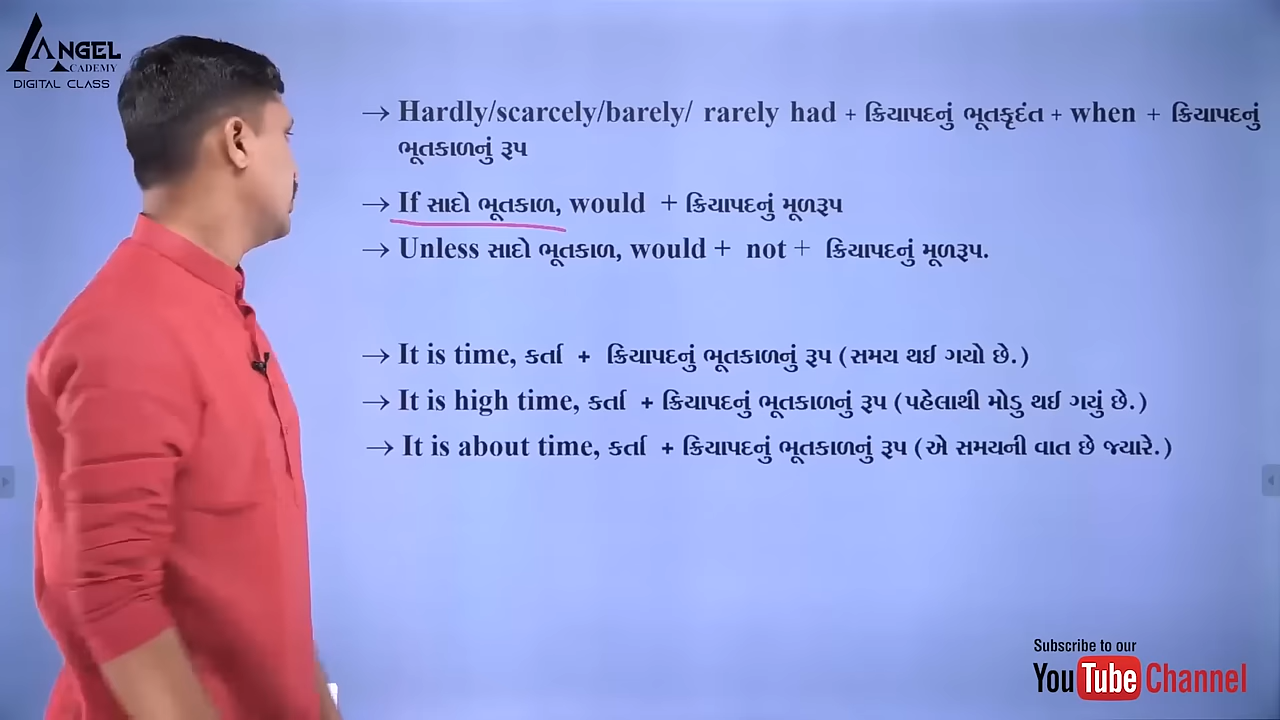 ANGEL
ACADEMY
DIGITAL CLASS
→ Hardly/scarcely/barely/ rarely had + ક્રિયાપદનું ભૂતકૃદંત + when + ક્રિયાપદનું
ભૂતકાળનું રૂપ
→ If સાદો ભૂતકાળ, would + ક્રિયાપદનું મૂળરૂપ
→ Unless સાદો ભૂતકાળ, would + not + ક્રિયાપદનું મૂળરૂપ.
→ It is time, કર્તા + ક્રિયાપદનું ભૂતકાળનું રૂપ (સમય થઈ ગયો છે.)
→ It is high time, કર્તા + ક્રિયાપદનું ભૂતકાળનું રૂપ (પહેલાથી મોડુ થઈ ગયું છે.)
→ It is about time, કર્તા + ક્રિયાપદનું ભૂતકાળનું રૂપ (એ સમયની વાત છે જ્યારે.)
Subscribe to our
YouTube Channel